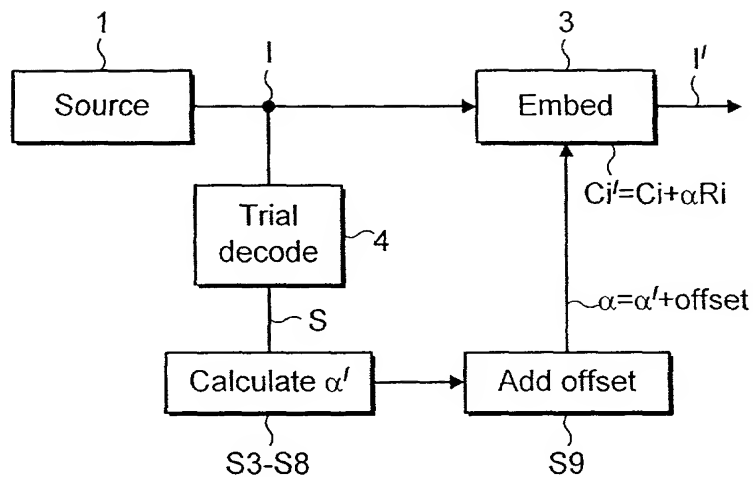 1
I
3
I'
Source
Embed
Ci'=Ci+αRi
Trial
decode
4
S
α=α'+offset
Calculate α'
Add offset
S3-S8
S9